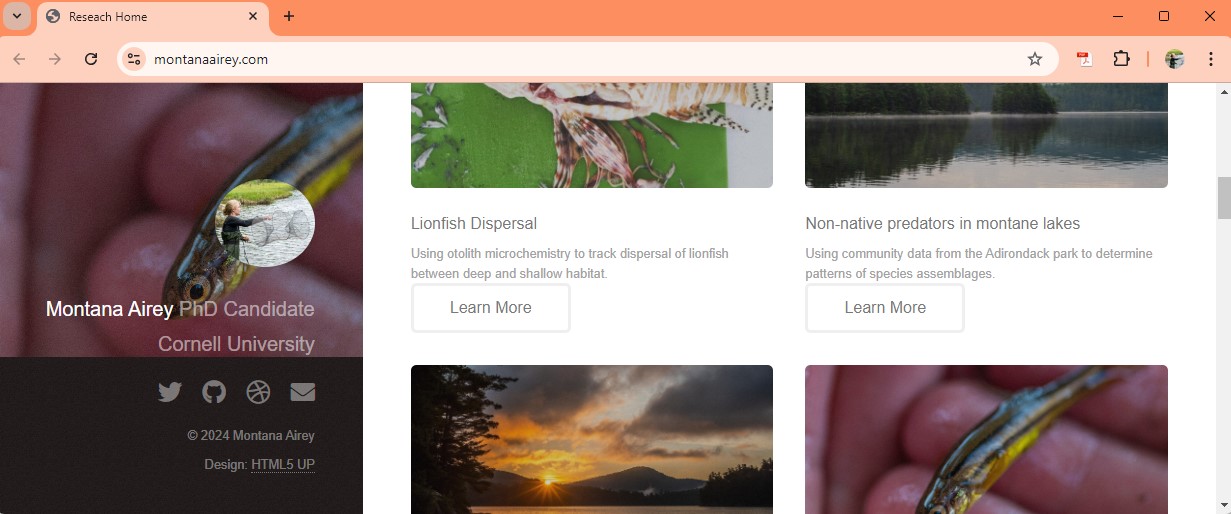 Reseach Home
montanaairey.com
Montana Airey PhD Candidate
Cornell University
© 2024 Montana Airey
Design: HTML5 UP
Lionfish Dispersal
Using otolith microchemistry to track dispersal of lionfish
between deep and shallow habitat.
Learn More
Non-native predators in montane lakes
Using community data from the Adirondack park to determine
patterns of species assemblages.
Learn More